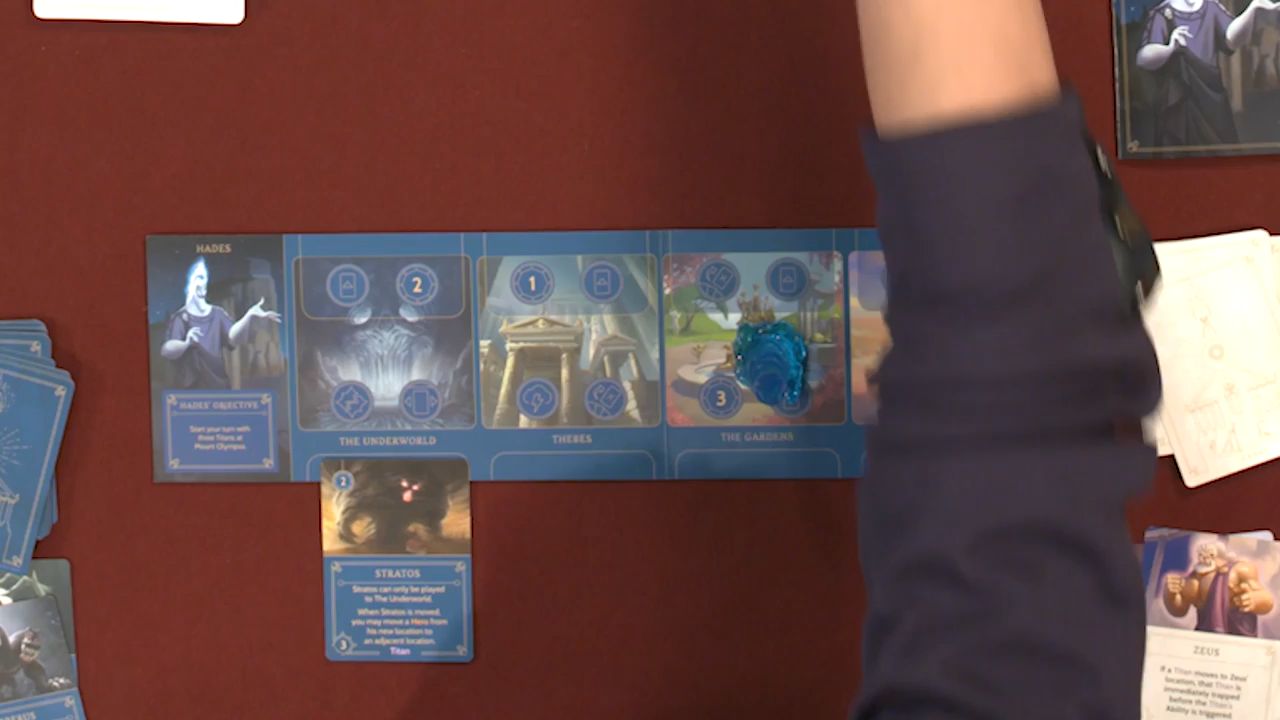 HADES
HADES' OBJECTIVE
Start your turn with
three Titans at
Mount Olympus.
2
1
3
THE UNDERWORLD
THEBES
THE GARDENS
2
STRATOS
Stratos can only be played
to The Underworld.
When Stratos is moved,
you may move a Hero from
his new location to
an adjacent location.
3
Titan
ZEUS
If a Titan moves to Zeus'
location, that Titan is
immediately trapped
before the Titan's
Ability is triggered.